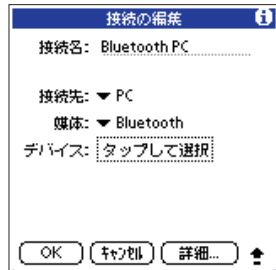 接続の編集
接続名: Bluetooth PC
接続先: PC
媒体: Bluetooth
デバイス: タップして選択
OK ｷｬﾝｾﾙ 詳細...